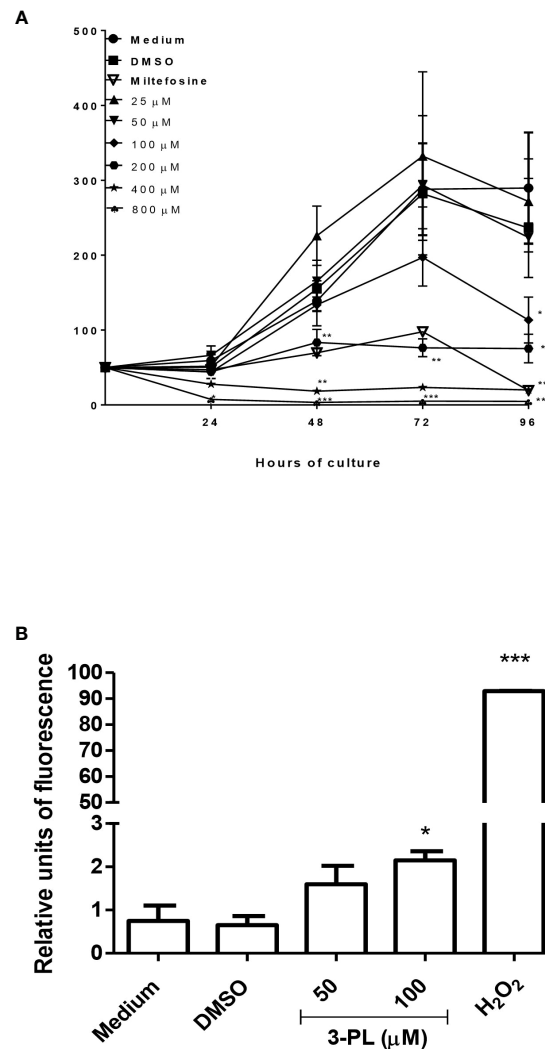 A
500
400
300
200
100
0
Medium
DMSO
Miltefosine
25 µM
50 µM
100 µM
200 µM
400 µM
800 µM
*
**
*
**
**
**
***
***
**
24 48 72 96
Hours of culture
B
Relative units of fluorescence
100
90
80
70
60
50
3
2
1
0
*
***
Medium
DMSO
50
100
H₂O₂
3-PL (µM)